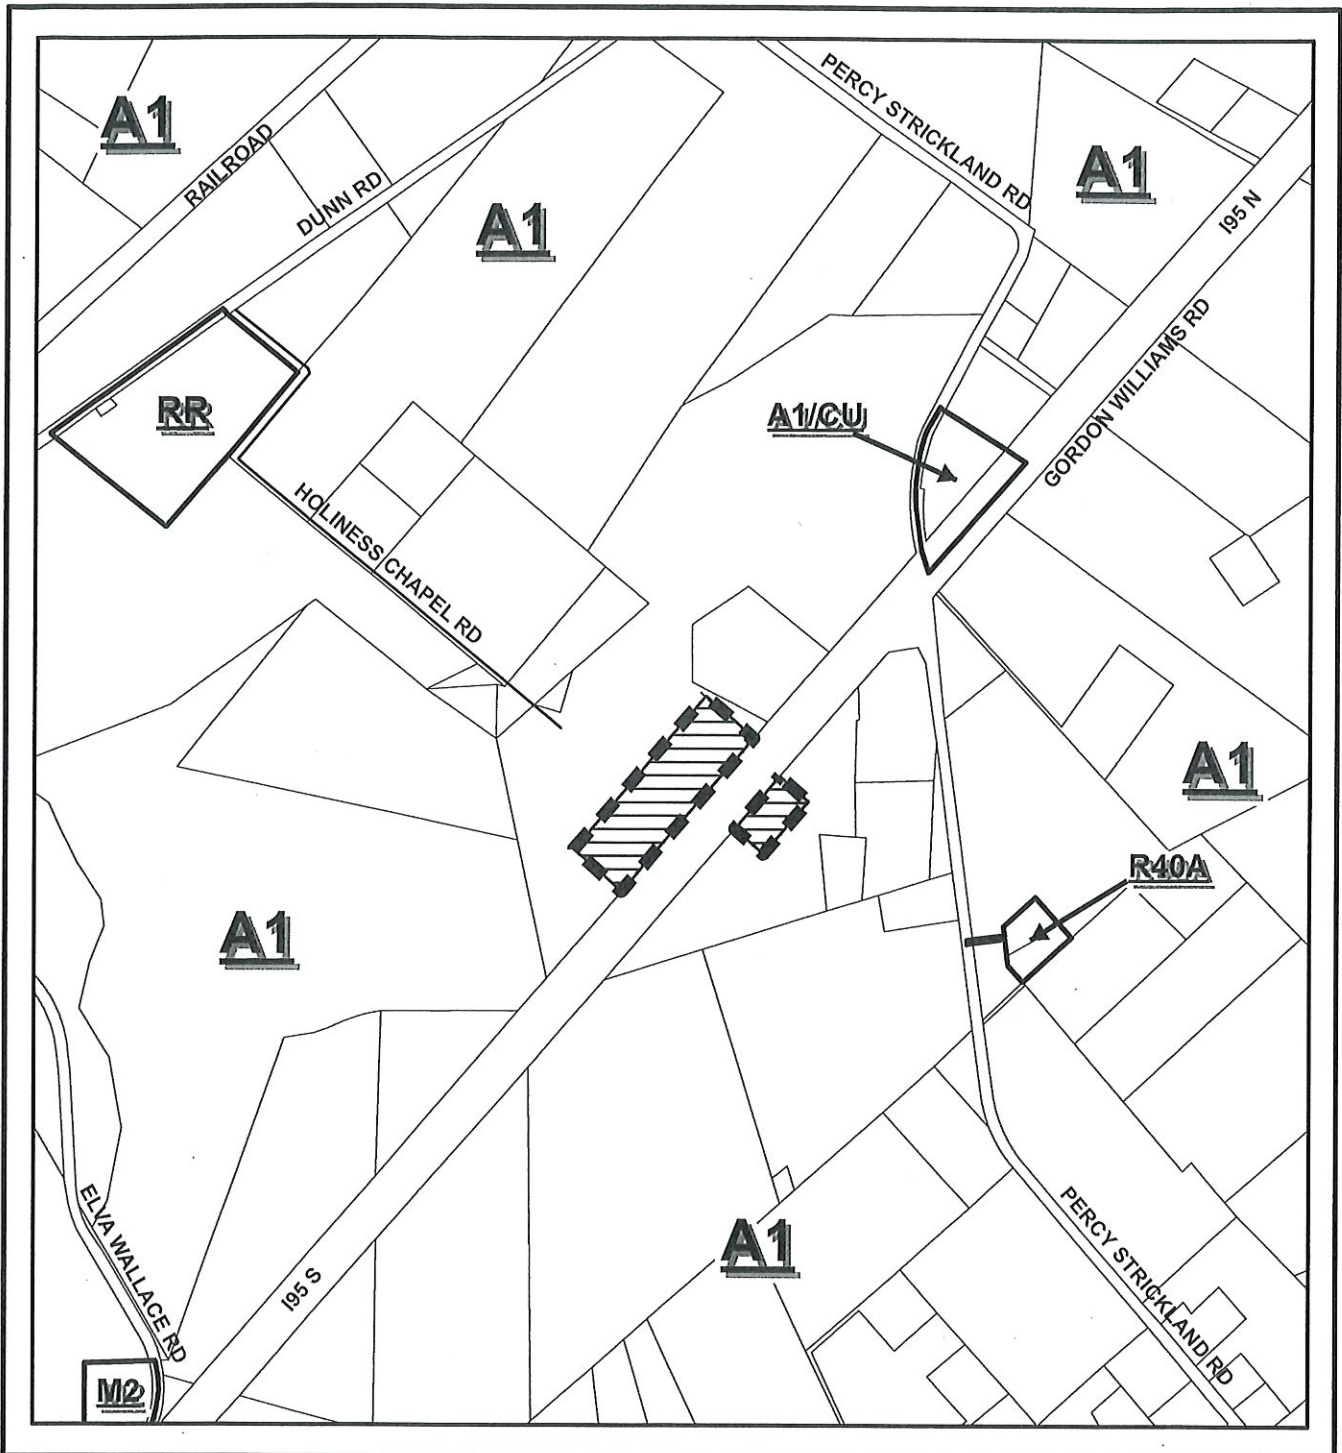 PERCY STRICKLAND RD
A1
RAILROAD
DUNN RD
A1
A1
I95 N
GORDON WILLIAMS RD
RR
A1/CU
HOLINESS CHAPEL RD
A1
R40A
A1
ELVA WALLACE RD
I95 S
A1
PERCY STRICKLAND RD
M2